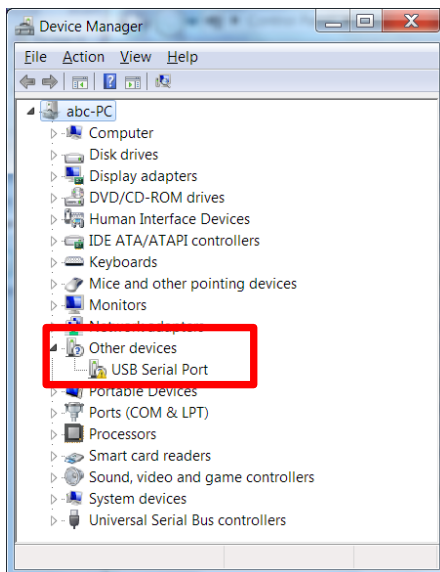 Device Manager
File Action View Help
abc-PC
Computer
Disk drives
Display adapters
DVD/CD-ROM drives
Human Interface Devices
IDE ATA/ATAPI controllers
Keyboards
Mice and other pointing devices
Monitors
Network adapters
Other devices
USB Serial Port
Portable Devices
Ports (COM & LPT)
Processors
Smart card readers
Sound, video and game controllers
System devices
Universal Serial Bus controllers